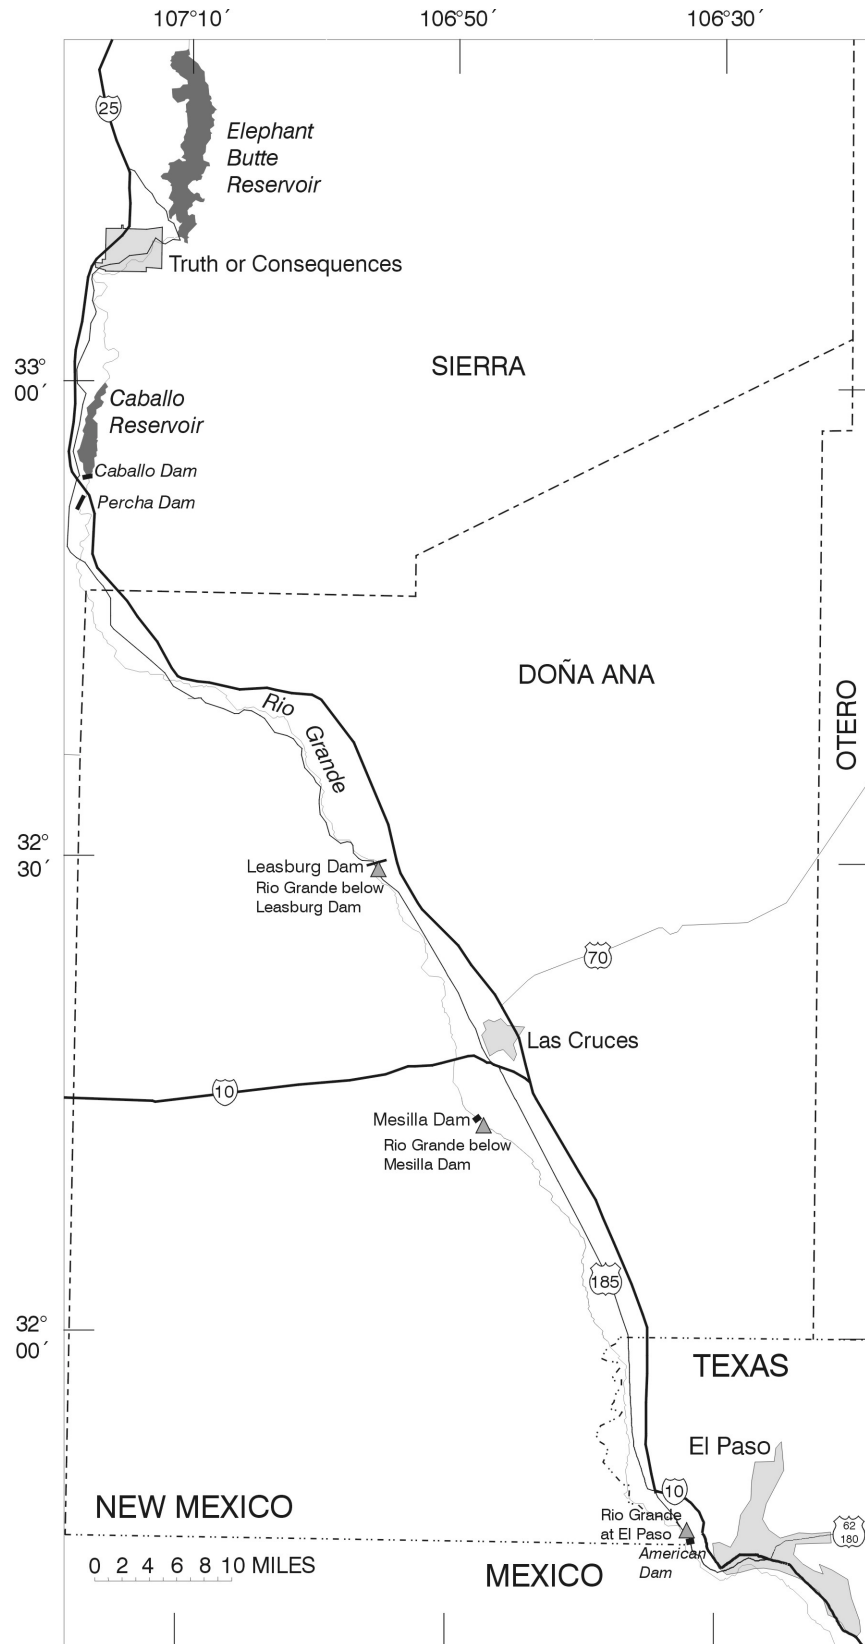 107°10´
106°50´
106°30´
25
Elephant
Butte
Reservoir
Truth or Consequences
33°
00´
SIERRA
Caballo
Reservoir
Caballo Dam
Percha Dam
DOÑA ANA
OTERO
Rio
Grande
32°
30´
Leasburg Dam
Rio Grande below
Leasburg Dam
70
Las Cruces
10
Mesilla Dam
Rio Grande below
Mesilla Dam
185
32°
00´
TEXAS
El Paso
NEW MEXICO
10
Rio Grande
at El Paso
62
180
American
Dam
0 2 4 6 8 10 MILES
MEXICO